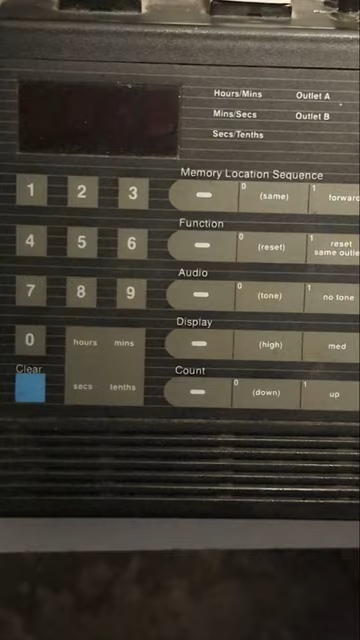 Hours/Mins Outlet A
Mins/Secs Outlet B
Secs/Tenths
Memory Location Sequence
1 2 3 0 (same) 1 forward
Function
4 5 6 0 (reset) 1 reset
same outle
Audio
7 8 9 0 (tone) 1 no tone
Display
0 hours mins (high) med
secs tenths
Clear
Count
0 (down) 1 up